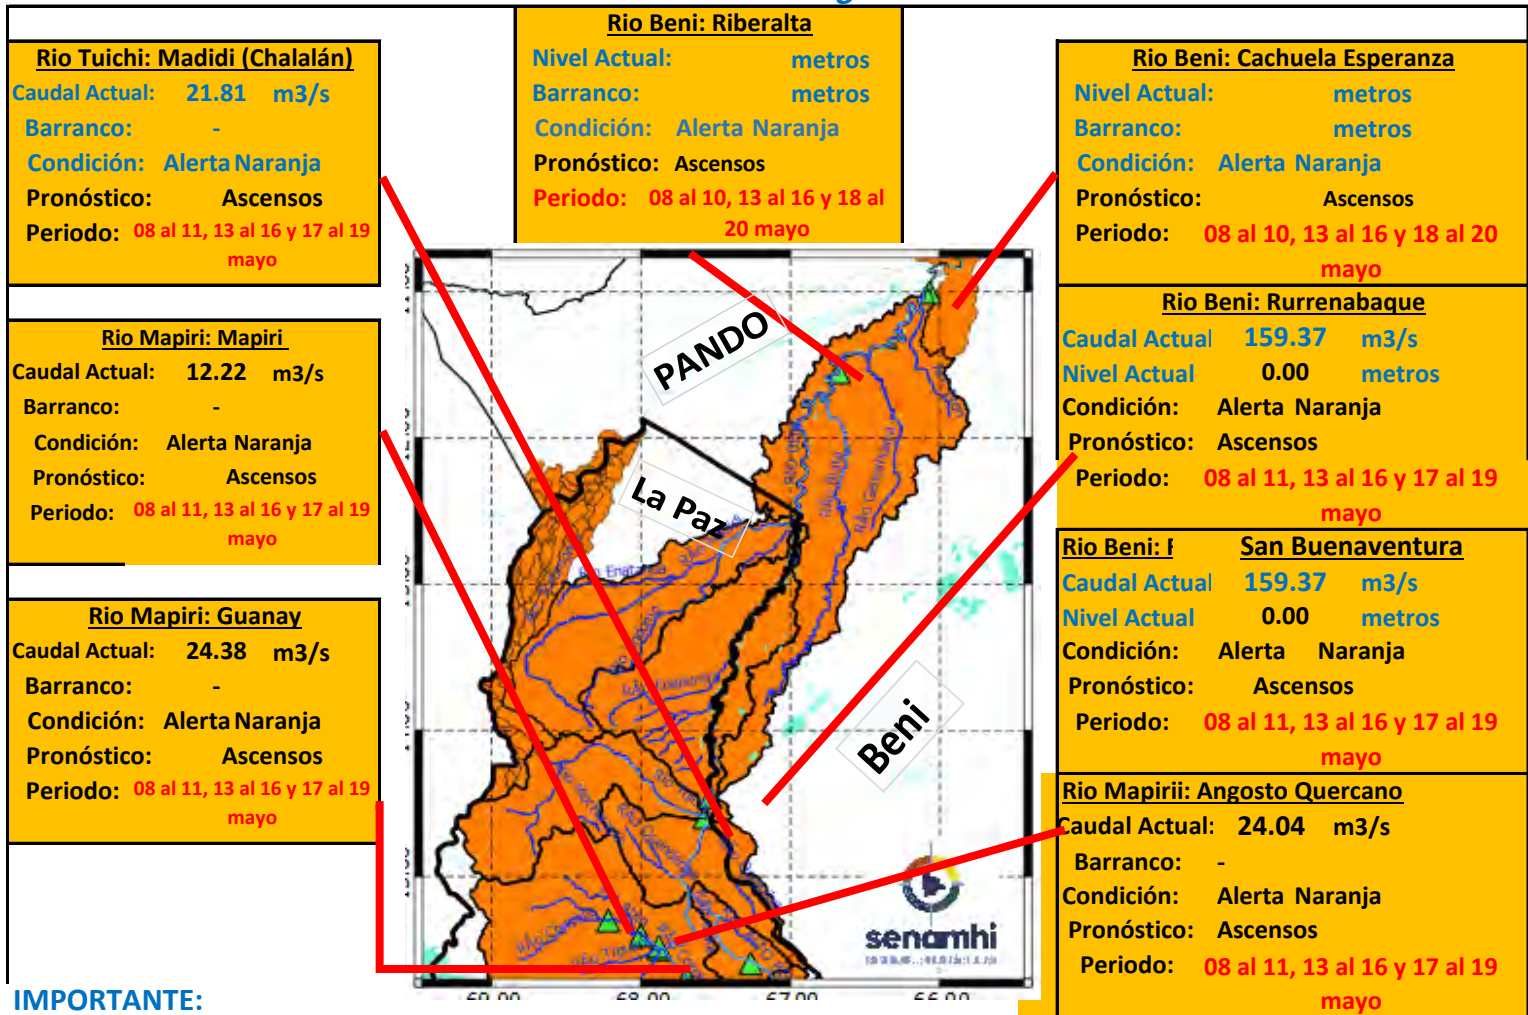 Rio Tuichi: Madidi (Chalalán)
Caudal Actual: 21.81 m3/s
Barranco: -
Condición: Alerta Naranja
Pronóstico: Ascensos
Periodo: 08 al 11, 13 al 16 y 17 al 19
mayo
Rio Mapiri: Mapiri
Caudal Actual: 12.22 m3/s
Barranco: -
Condición: Alerta Naranja
Pronóstico: Ascensos
Periodo: 08 al 11, 13 al 16 y 17 al 19
mayo
Rio Mapiri: Guanay
Caudal Actual: 24.38 m3/s
Barranco: -
Condición: Alerta Naranja
Pronóstico: Ascensos
Periodo: 08 al 11, 13 al 16 y 17 al 19
mayo
Rio Beni: Riberalta
Nivel Actual: metros
Barranco: metros
Condición: Alerta Naranja
Pronóstico: Ascensos
Periodo: 08 al 10, 13 al 16 y 18 al
20 mayo
PANDO
La Paz
Beni
senamhi
69.00 68.00 67.00 66.00
Rio Beni: Cachuela Esperanza
Nivel Actual: metros
Barranco: metros
Condición: Alerta Naranja
Pronóstico: Ascensos
Periodo: 08 al 10, 13 al 16 y 18 al 20
mayo
Rio Beni: Rurrenabaque
Caudal Actual 159.37 m3/s
Nivel Actual 0.00 metros
Condición: Alerta Naranja
Pronóstico: Ascensos
Periodo: 08 al 11, 13 al 16 y 17 al 19
mayo
Rio Beni: San Buenaventura
Caudal Actual 159.37 m3/s
Nivel Actual 0.00 metros
Condición: Alerta Naranja
Pronóstico: Ascensos
Periodo: 08 al 11, 13 al 16 y 17 al 19
mayo
Rio Mapirii: Angosto Quercano
Caudal Actual: 24.04 m3/s
Barranco: -
Condición: Alerta Naranja
Pronóstico: Ascensos
Periodo: 08 al 11, 13 al 16 y 17 al 19
mayo
IMPORTANTE: